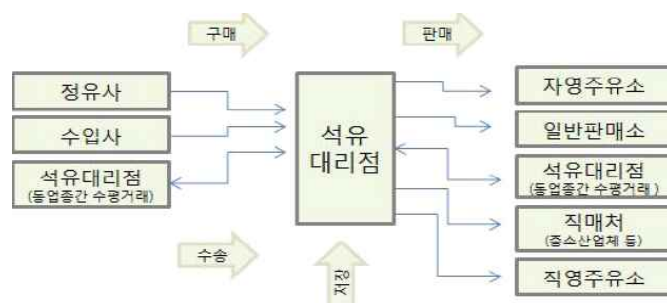 구매
판매
정유사
수입사
석유대리점
(동업종간 수평거래)
석유
대리점
자영주유소
일반판매소
석유대리점
(동업종간 수평거래 )
직매처
(중소산업체 등)
직영주유소
수송
저장